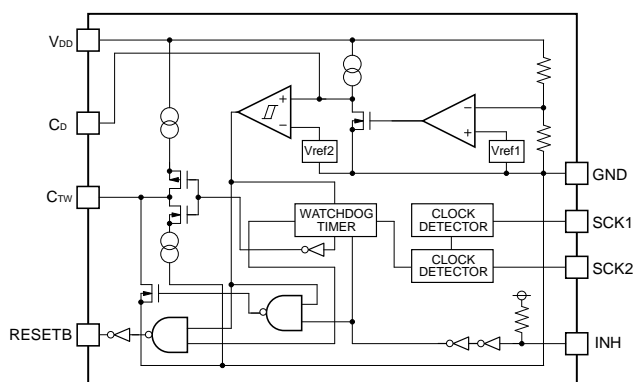 VDD
CD
CTW
RESETB
+
−
Vref2
−
+
Vref1
WATCHDOG
TIMER
CLOCK
DETECTOR
CLOCK
DETECTOR
GND
SCK1
SCK2
INH